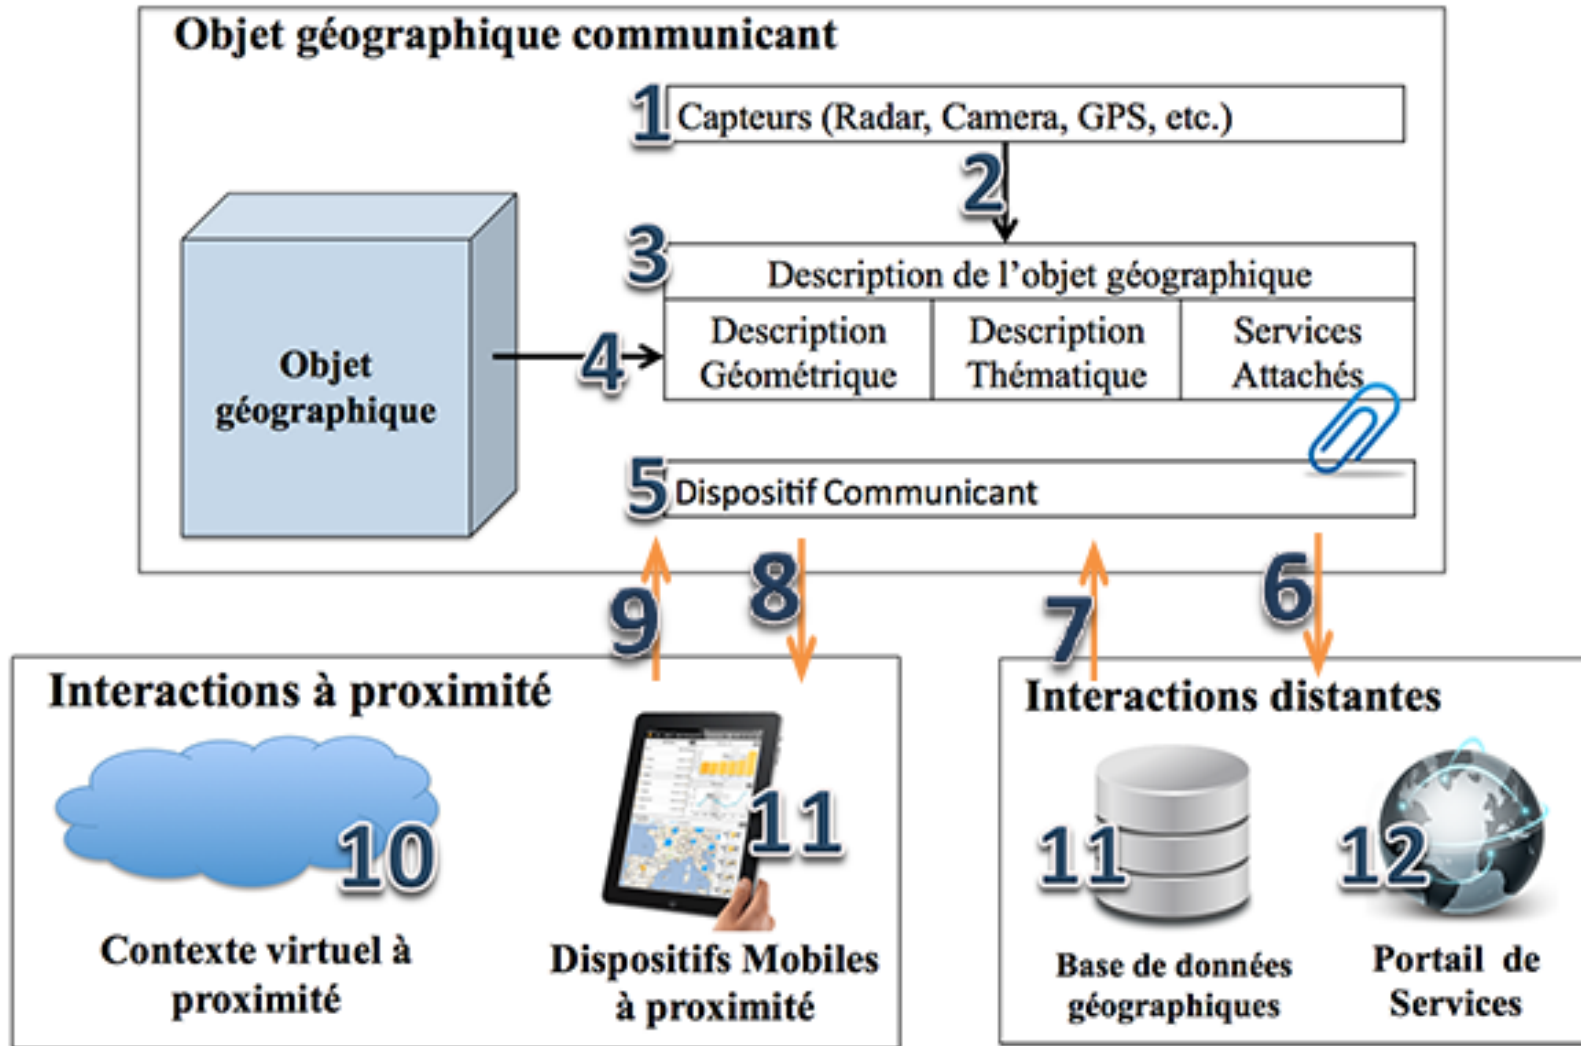 Objet géographique communicant
1 Capteurs (Radar, Camera, GPS, etc.)
2
3
Description de l'objet géographique
Description
Géométrique
Description
Thématique
Services
Attachés
Objet
géographique
4
5 Dispositif Communicant
9
8
7
6
Interactions à proximité
10
Contexte virtuel à
proximité
11
Dispositifs Mobiles
à proximité
Interactions distantes
11
Base de données
géographiques
12
Portail de
Services